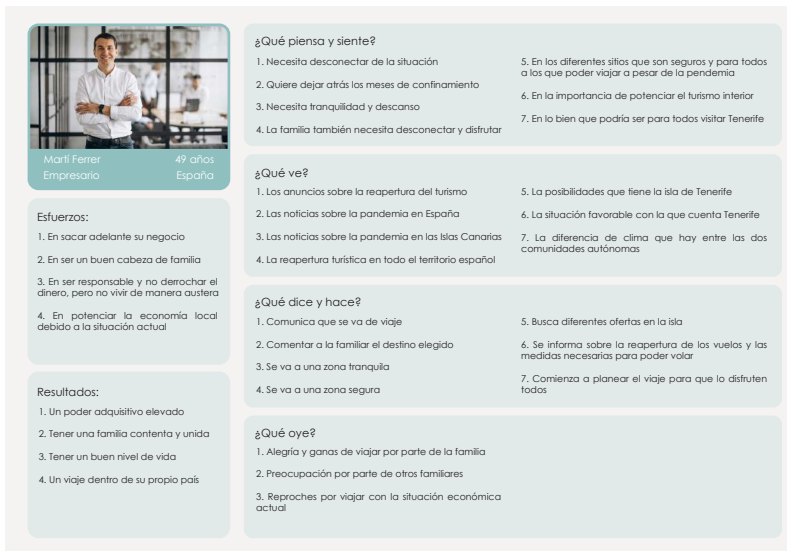 Martí Ferrer 49 años
Empresario España
Esfuerzos:
1. En sacar adelante su negocio
2. En ser un buen cabeza de familia
3. En ser responsable y no derrochar el
dinero, pero no vivir de manera austera
4. En potenciar la economía local
debido a la situación actual
Resultados:
1. Un poder adquisitivo elevado
2. Tener una familia contenta y unida
3. Tener un buen nivel de vida
4. Un viaje dentro de su propio país
¿Qué piensa y siente?
1. Necesita desconectar de la situación
2. Quiere dejar atrás los meses de confinamiento
3. Necesita tranquilidad y descanso
4. La familia también necesita desconectar y disfrutar
5. En los diferentes sitios que son seguros y para todos
a los que poder viajar a pesar de la pendemia
6. En la importancia de potenciar el turismo interior
7. En lo bien que podría ser para todos visitar Tenerife
¿Qué ve?
1. Los anuncios sobre la reapertura del turismo
2. Las noticias sobre la pandemia en España
3. Las noticias sobre la pandemia en las Islas Canarias
4. La reapertura turística en todo el territorio español
5. La posibilidades que tiene la isla de Tenerife
6. La situación favorable con la que cuenta Tenerife
7. La diferencia de clima que hay entre las dos
comunidades autónomas
¿Qué dice y hace?
1. Comunica que se va de viaje
2. Comentar a la familiar el destino elegido
3. Se va a una zona tranquila
4. Se va a una zona segura
5. Busca diferentes ofertas en la isla
6. Se informa sobre la reapertura de los vuelos y las
medidas necesarias para poder volar
7. Comienza a planear el viaje para que lo disfruten
todos
¿Qué oye?
1. Alegría y ganas de viajar por parte de la familia
2. Preocupación por parte de otros familiares
3. Reproches por viajar con la situación económica
actual